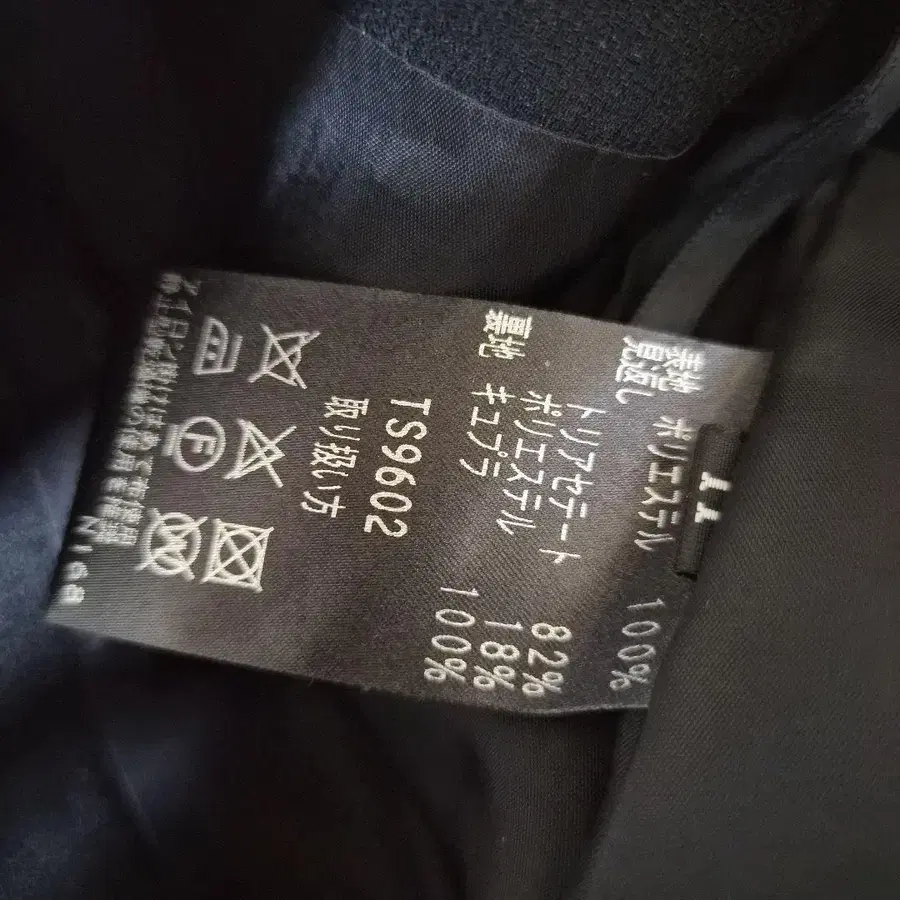 表地 ポリエステル 100%
見返し
トリアセテート 82%
ポリエステル 18%
裏地 キュプラ 100%
TS9602
取り扱い方
F
N168